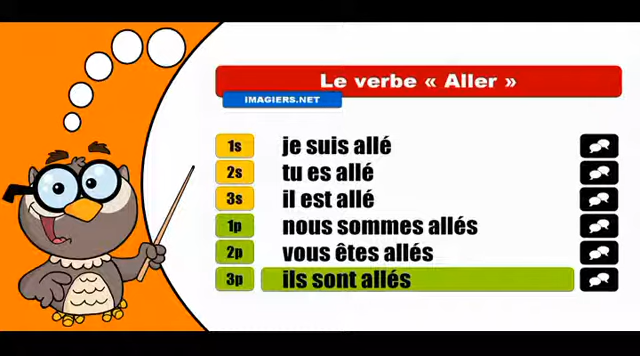 Le verbe « Aller »
IMAGIERS.NET
1s je suis allé
2s tu es allé
3s il est allé
1p nous sommes allés
2p vous êtes allés
3p ils sont allés